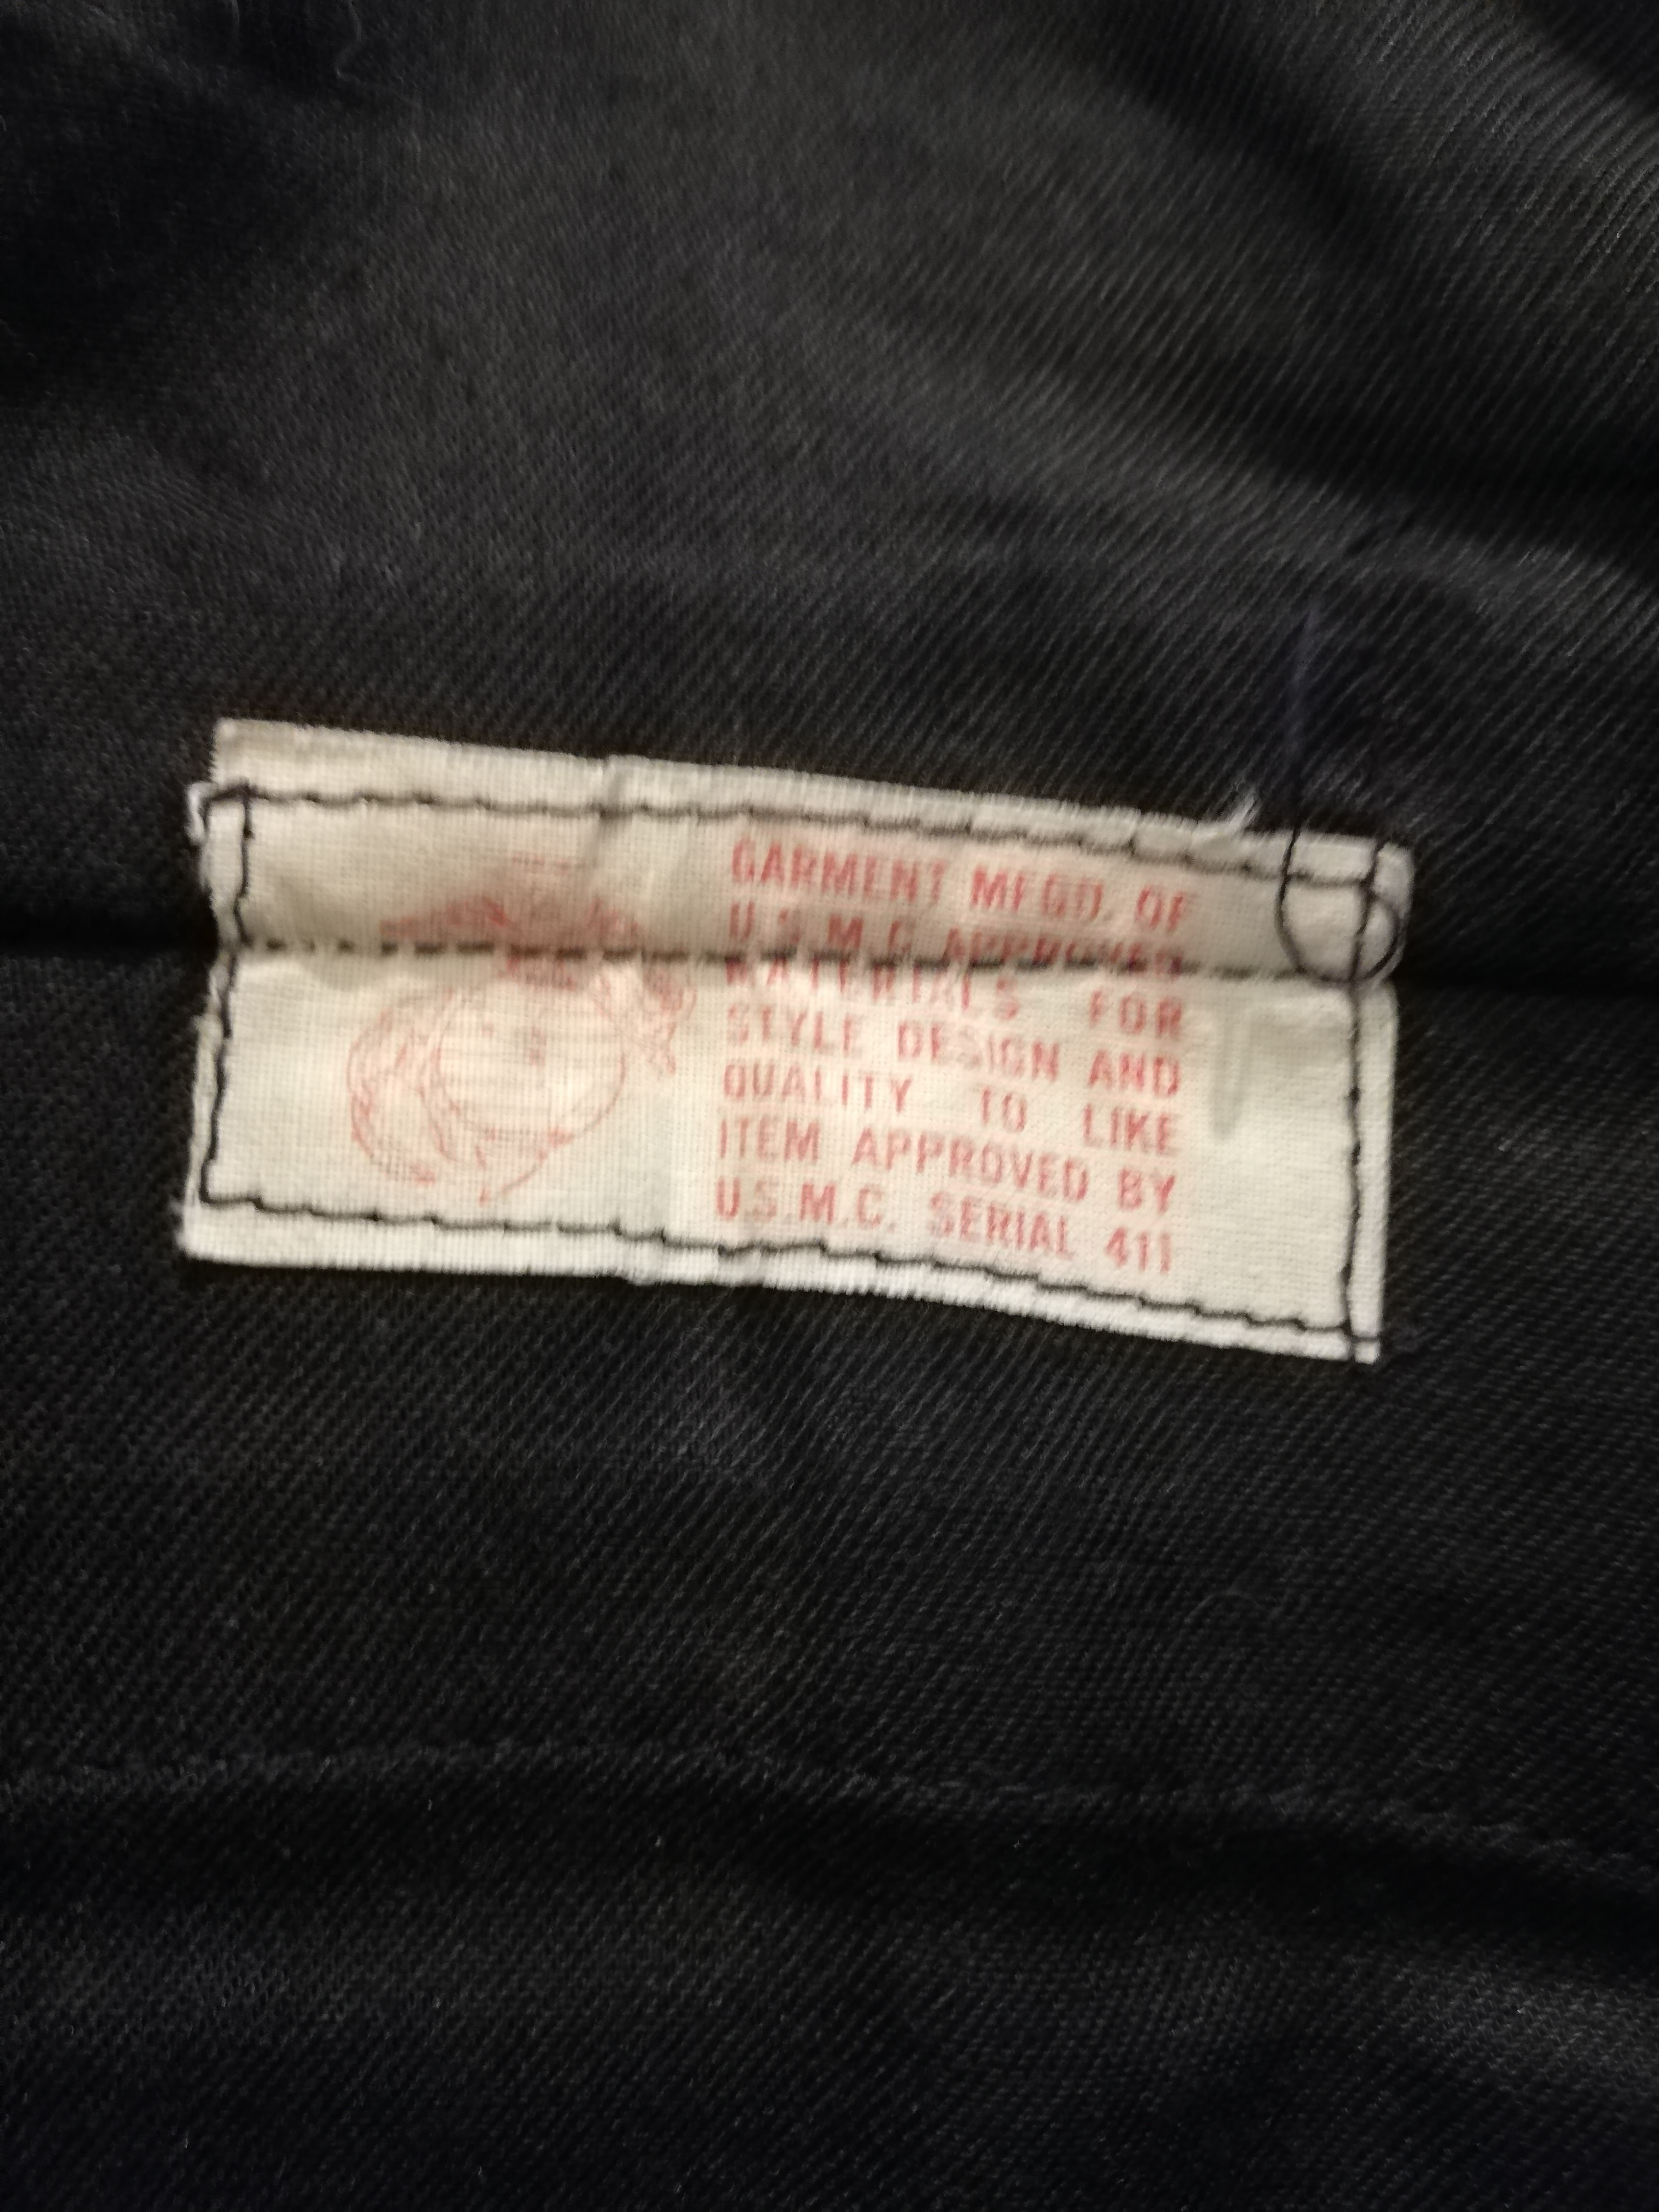 GARMENT MFGD. OF
U.S.M.C. APPROVED
MATERIALS FOR
STYLE DESIGN AND
QUALITY TO LIKE
ITEM APPROVED BY
U.S.M.C. SERIAL 411